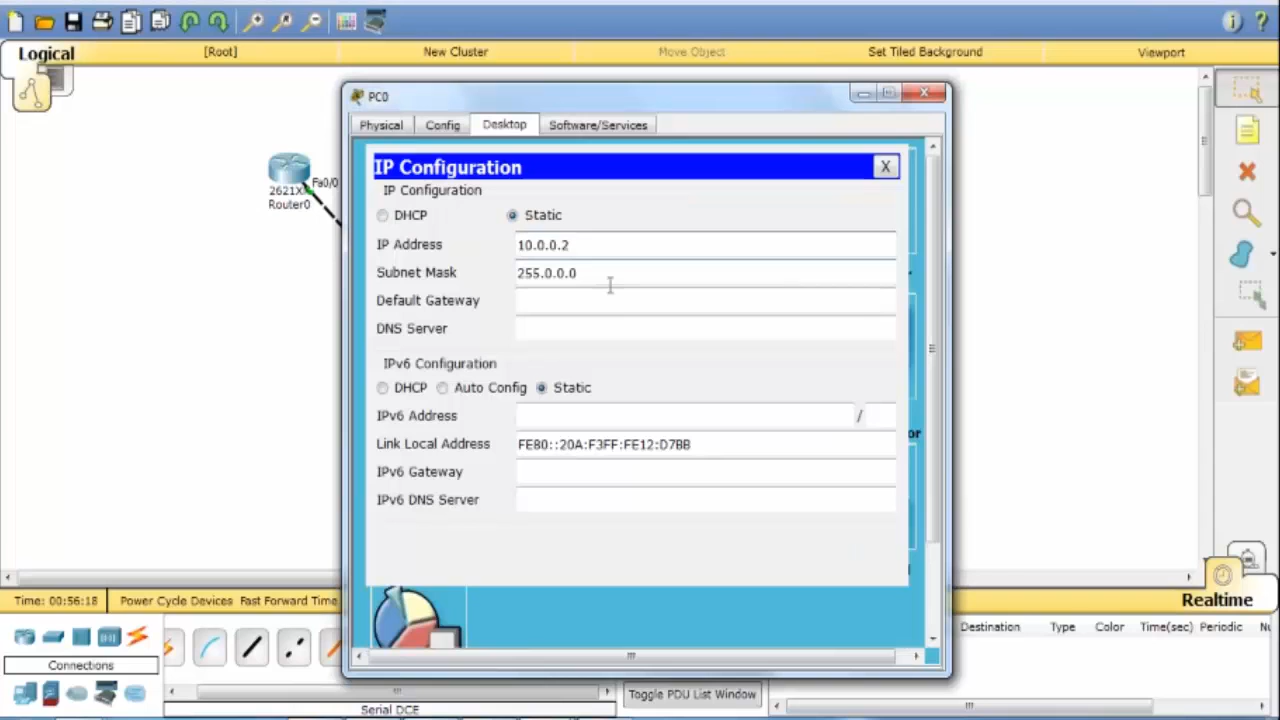 Logical
[Root]
New Cluster
Move Object
Set Tiled Background
Viewport
PC0
Physical
Config
Desktop
Software/Services
IP Configuration
X
IP Configuration
DHCP
Static
IP Address
10.0.0.2
Subnet Mask
255.0.0.0
Default Gateway
DNS Server
IPv6 Configuration
DHCP
Auto Config
Static
IPv6 Address
/
Link Local Address
FE80::20A:F3FF:FE12:D7BB
IPv6 Gateway
IPv6 DNS Server
Fa0/0
Router0
or
Time: 00:56:18
Power Cycle Devices
Fast Forward Time
Realtime
Connections
Serial DCE
Toggle PDU List Window
Destination
Type
Color
Time(sec)
Periodic